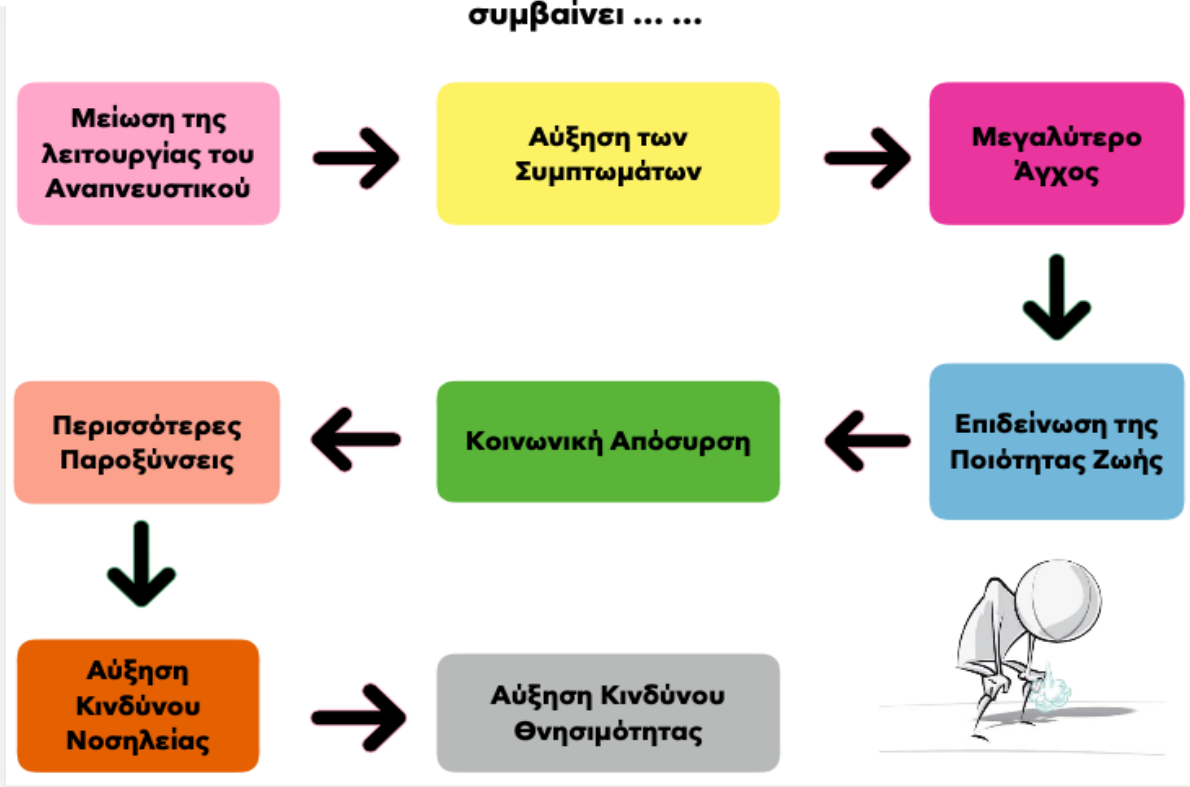 συμβαίνει ... ...
Μείωση της
λειτουργίας του
Αναπνευστικού
Αύξηση των
Συμπτωμάτων
Μεγαλύτερο
Άγχος
Επιδείνωση της
Ποιότητας Ζωής
Κοινωνική Απόσυρση
Περισσότερες
Παροξύνσεις
Αύξηση
Κινδύνου
Νοσηλείας
Αύξηση Κινδύνου
Θνησιμότητας